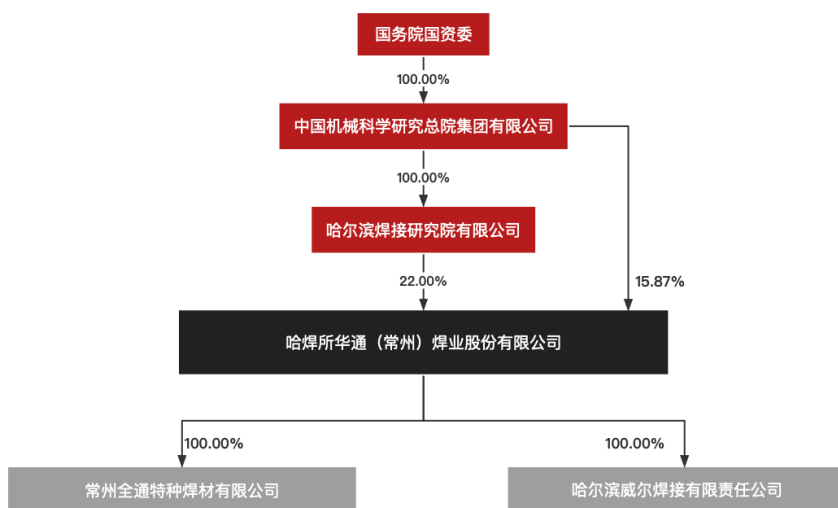 国务院国资委
100.00%
中国机械科学研究总院集团有限公司
100.00%
哈尔滨焊接研究院有限公司
22.00%
15.87%
哈焊所华通（常州）焊业股份有限公司
100.00%
100.00%
常州全通特种焊材有限公司
哈尔滨威尔焊接有限责任公司